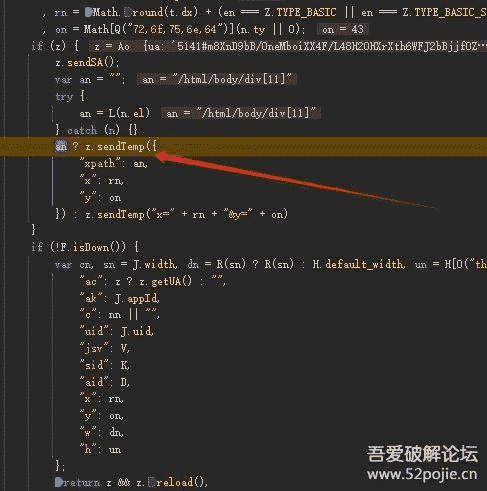 , rn = Math.round(t.dx) + (en === Z.TYPE_BASIC || en === Z.TYPE_BASIC_S
, on = Math[Q("72,6f,75,6e,64")](n.ty || 0); on = 43
if (z) { z = Ao {ua: "5141#m8XnD9bB/OneMboiXX4F/L48H2OHXrXth6WFJ2bBjjfOZ…
z.sendSA();
var an = ""; an = "/html/body/div[11]"
try {
an = L(n.el) an = "/html/body/div[11]"
} catch (n) {}
an ? z.sendTemp({
"xpath": an,
"x": rn,
"y": on
}) : z.sendTemp("x=" + rn + "@y=" + on)
}
if (!F.isDown()) {
var cn, sn = J.width, dn = R(sn) ? R(sn) : H.default_width, un = H[O("th
"ac": z ? z.getUA() : "",
"ak": J.appId,
"c": nn || "",
"uid": J.uid,
"jsv": V,
"sid": K,
"aid": D,
"x": rn,
"y": on,
"w": dn,
"h": un
};
return z && z.reload(),
吾爱破解论坛
www.52pojie.cn